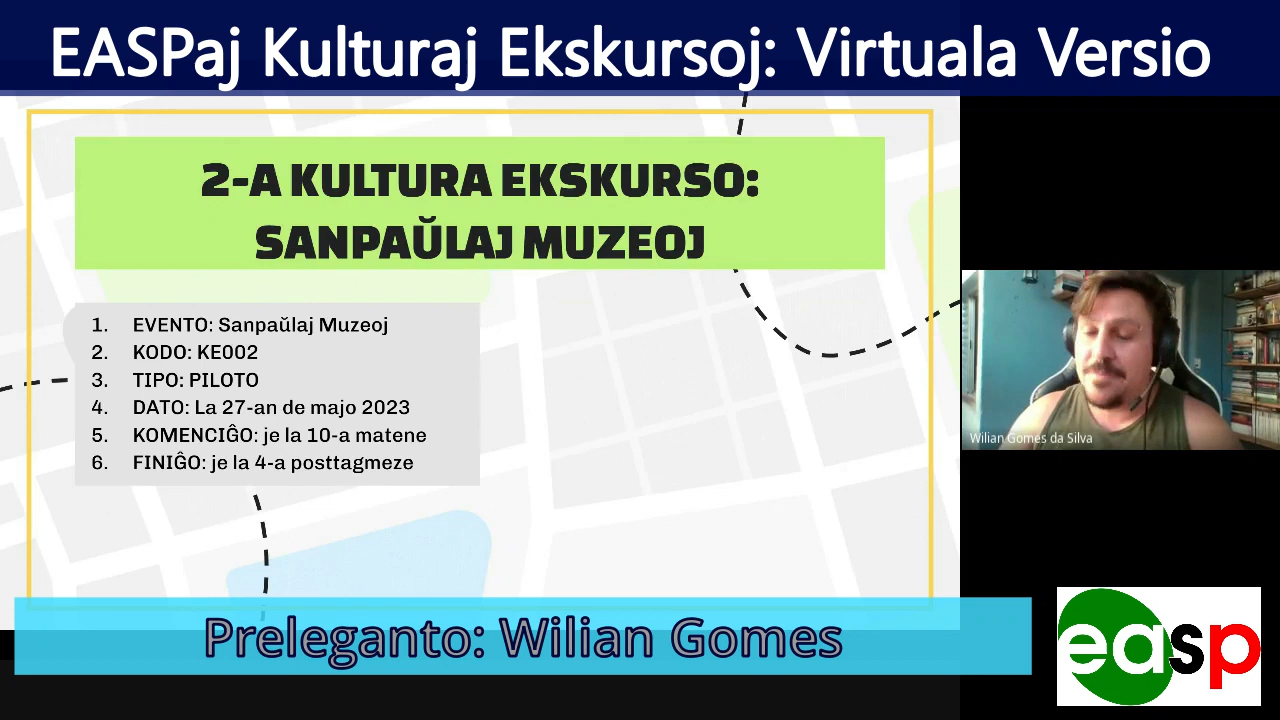 EASPaj Kulturaj Ekskursoj: Virtuala Versio
2-A KULTURA EKSKURSO:
SANPAŬLAJ MUZEOJ
1. EVENTO: Sanpaŭlaj Muzeoj
2. KODO: KE002
3. TIPO: PILOTO
4. DATO: La 27-an de majo 2023
5. KOMENCIĜO: je la 10-a matene
6. FINIĜO: je la 4-a posttagmeze
Wilian Gomes da Silva
Preleganto: Wilian Gomes
easp